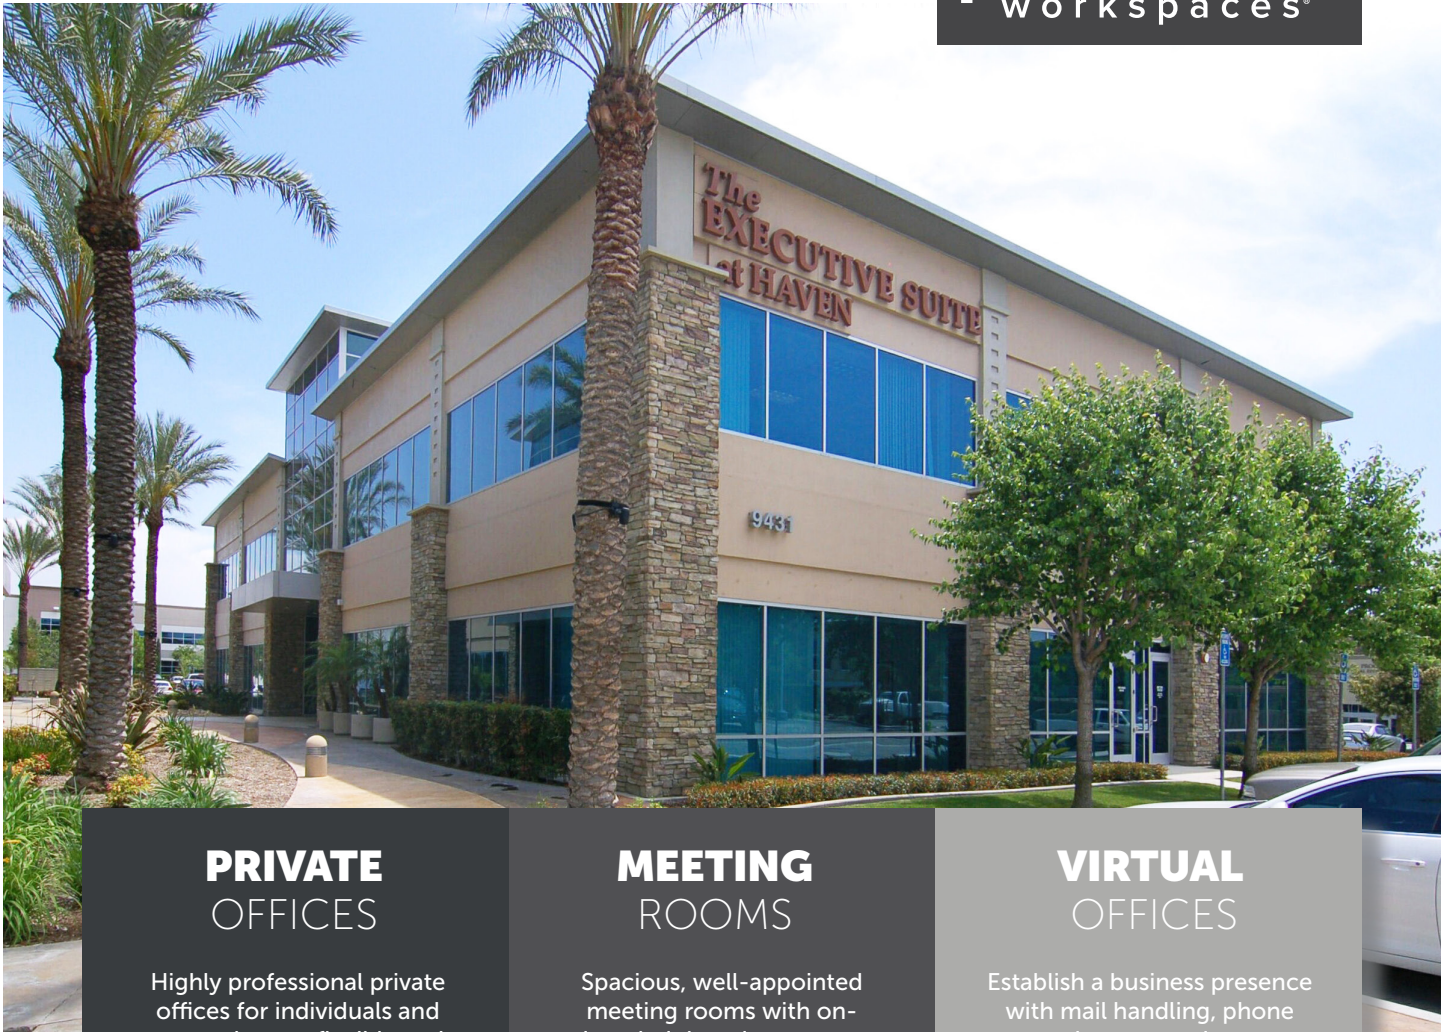 workspaces®
The
EXECUTIVE SUITE
at HAVEN
9431
PRIVATE
OFFICES
Highly professional private
offices for individuals and
MEETING
ROOMS
Spacious, well-appointed
meeting rooms with on-
VIRTUAL
OFFICES
Establish a business presence
with mail handling, phone